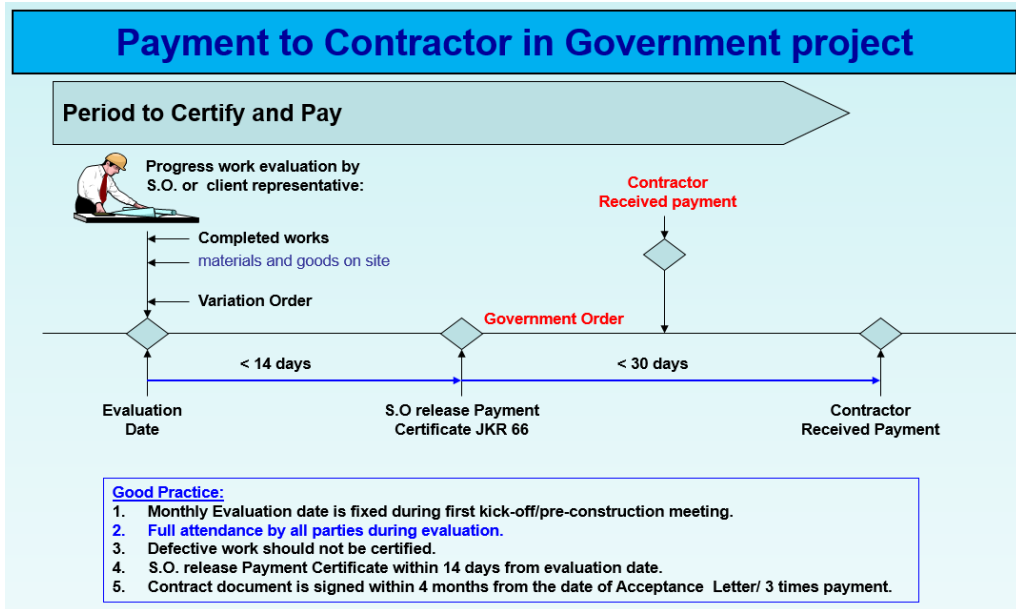 Payment to Contractor in Government project
Period to Certify and Pay
Progress work evaluation by
S.O. or client representative:
Contractor
Received payment
Completed works
materials and goods on site
Variation Order
Government Order
< 14 days
< 30 days
Evaluation
Date
S.O release Payment
Certificate JKR 66
Contractor
Received Payment
Good Practice:
1. Monthly Evaluation date is fixed during first kick-off/pre-construction meeting.
2. Full attendance by all parties during evaluation.
3. Defective work should not be certified.
4. S.O. release Payment Certificate within 14 days from evaluation date.
5. Contract document is signed within 4 months from the date of Acceptance Letter/ 3 times payment.